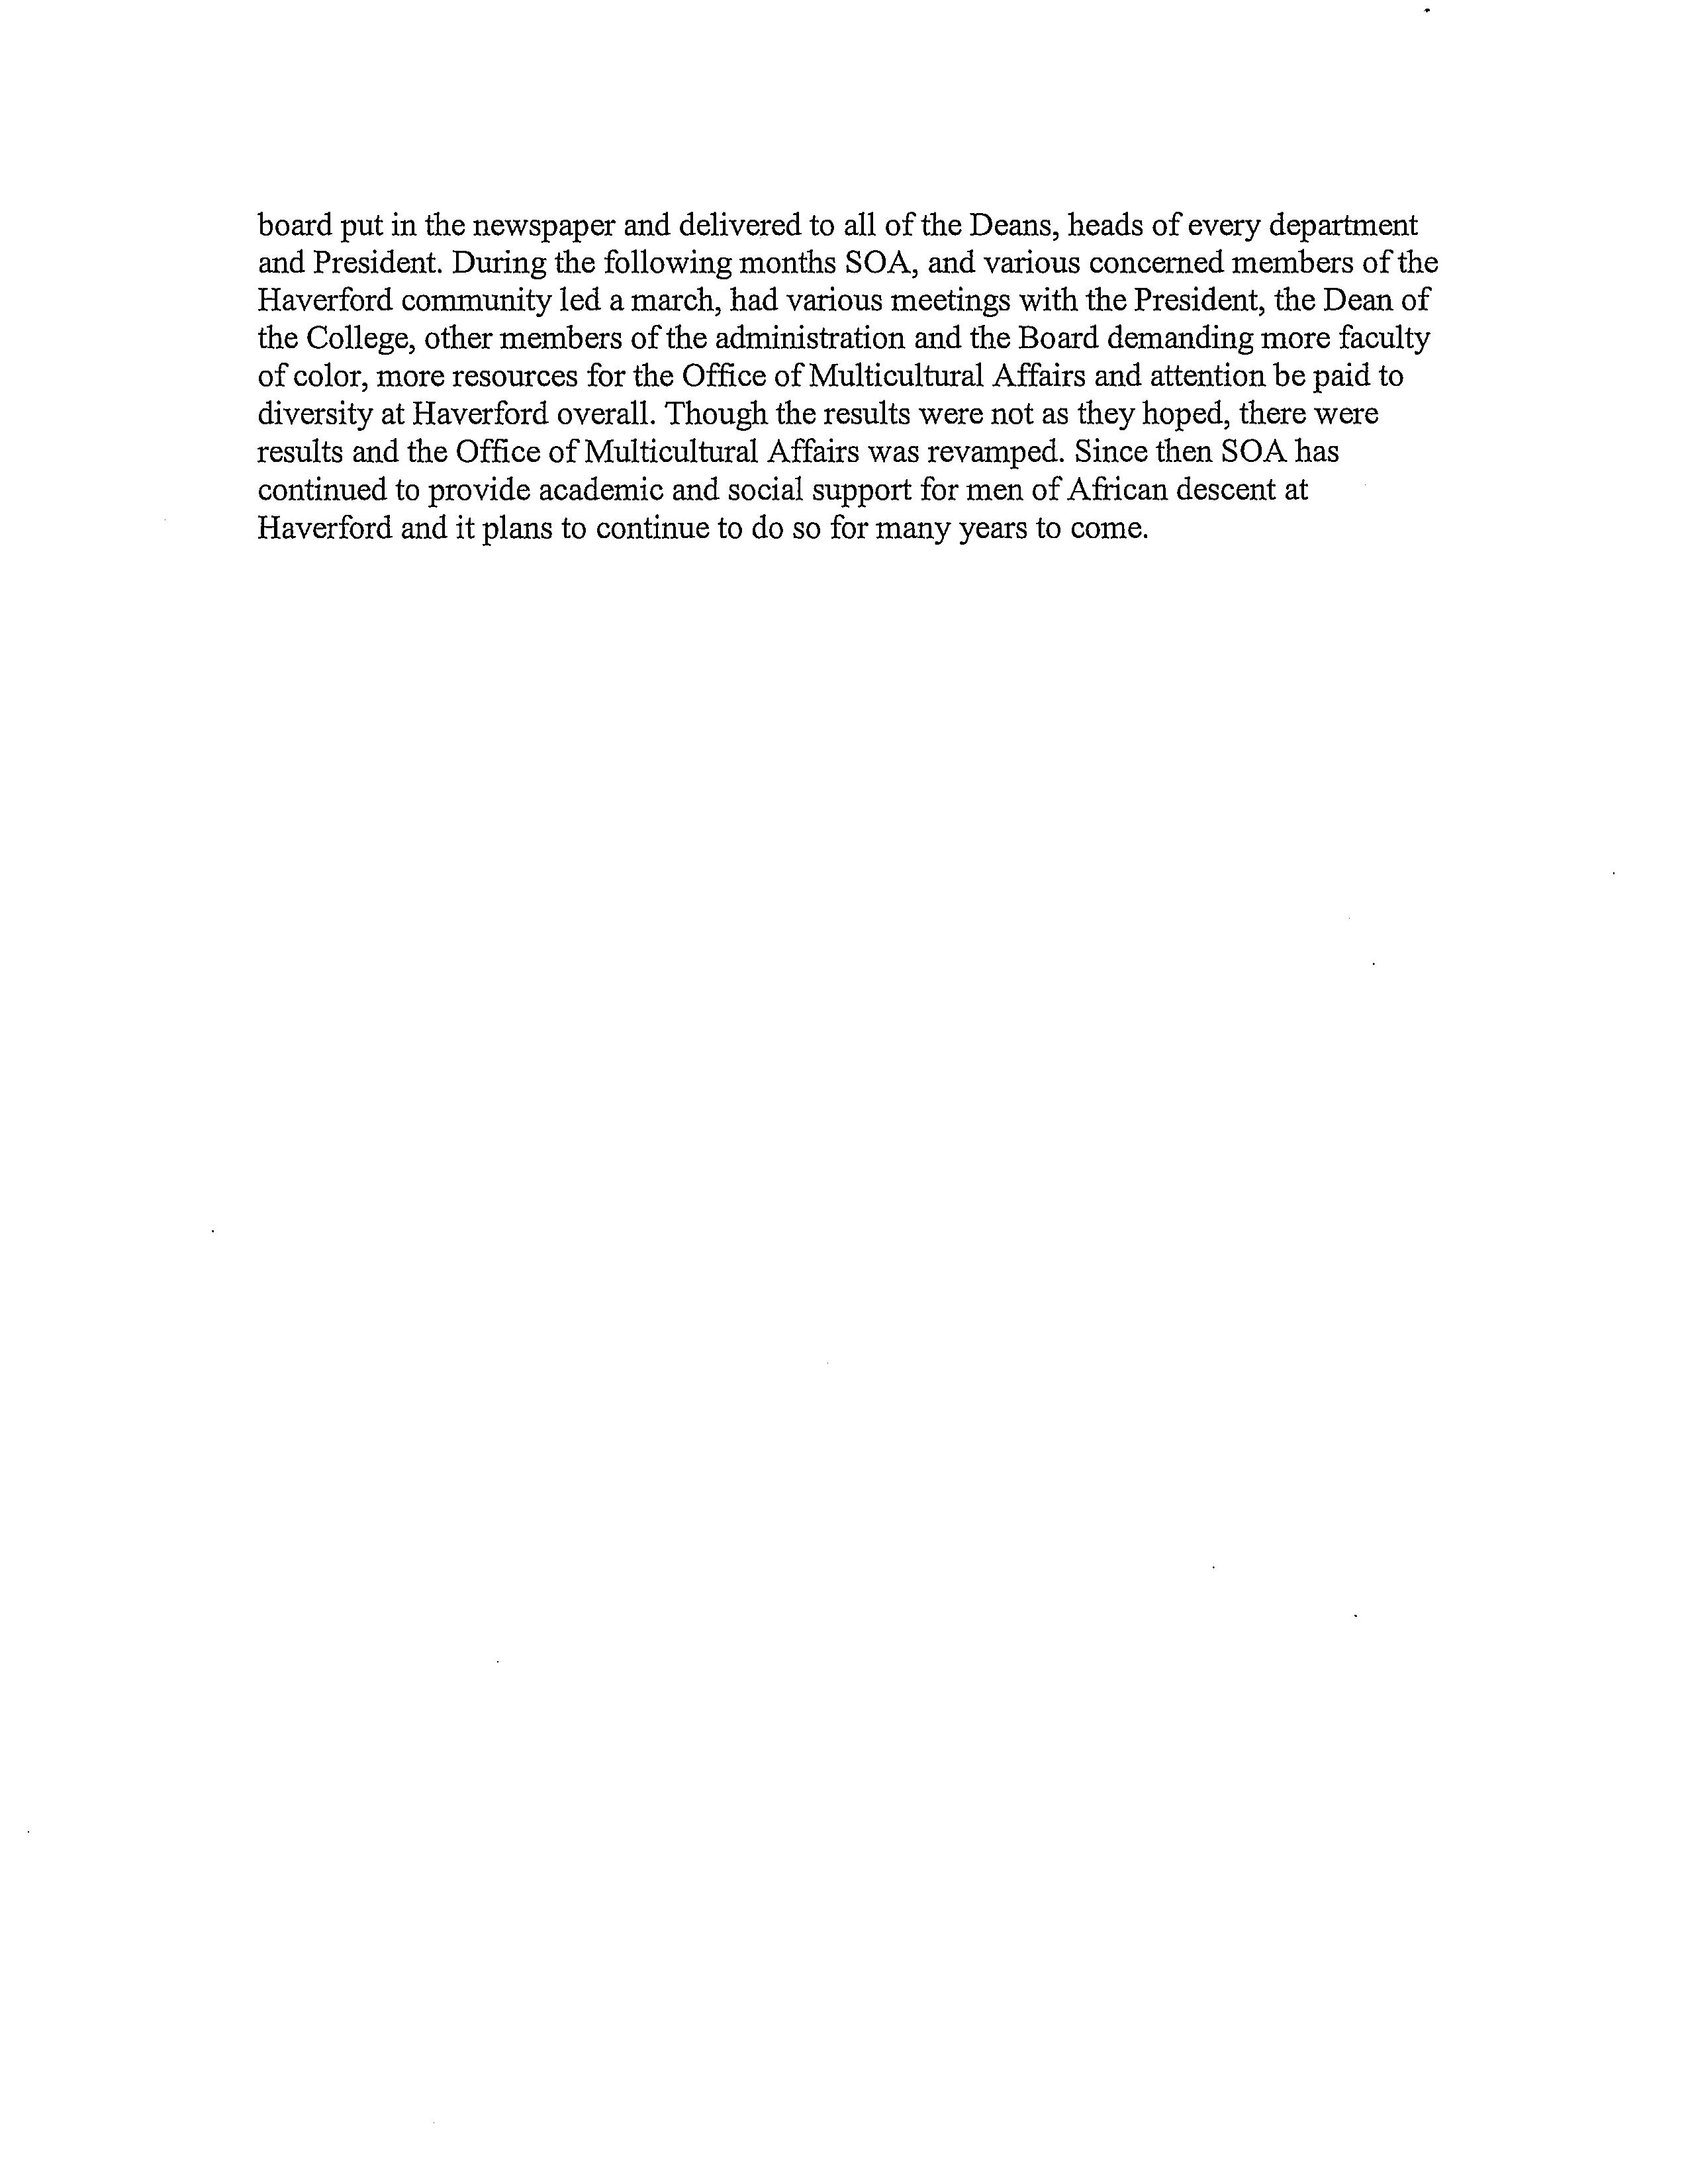 board put in the newspaper and delivered to all of the Deans, heads of every department
and President. During the following months SOA, and various concerned members of the
Haverford community led a march, had various meetings with the President, the Dean of
the College, other members of the administration and the Board demanding more faculty
of color, more resources for the Office of Multicultural Affairs and attention be paid to
diversity at Haverford overall. Though the results were not as they hoped, there were
results and the Office of Multicultural Affairs was revamped. Since then SOA has
continued to provide academic and social support for men of African descent at
Haverford and it plans to continue to do so for many years to come.